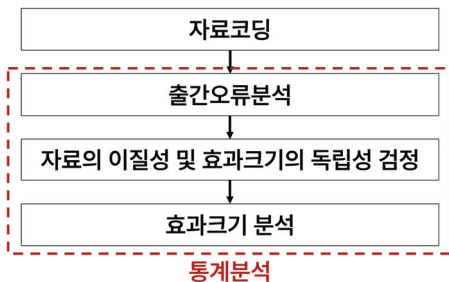 자료코딩
출간오류분석
자료의 이질성 및 효과크기의 독립성 검정
효과크기 분석
통계분석